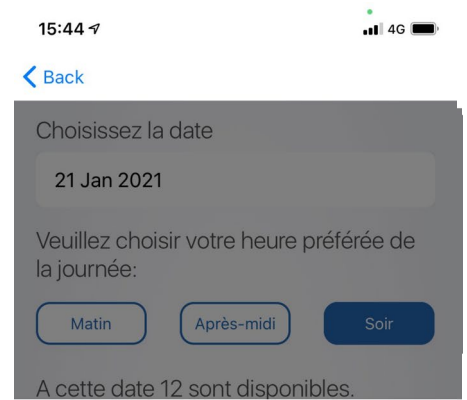 15:44
4G
Back
Choisissez la date
21 Jan 2021
Veuillez choisir votre heure préférée de
la journée:
Matin Après-midi Soir
A cette date 12 sont disponibles.